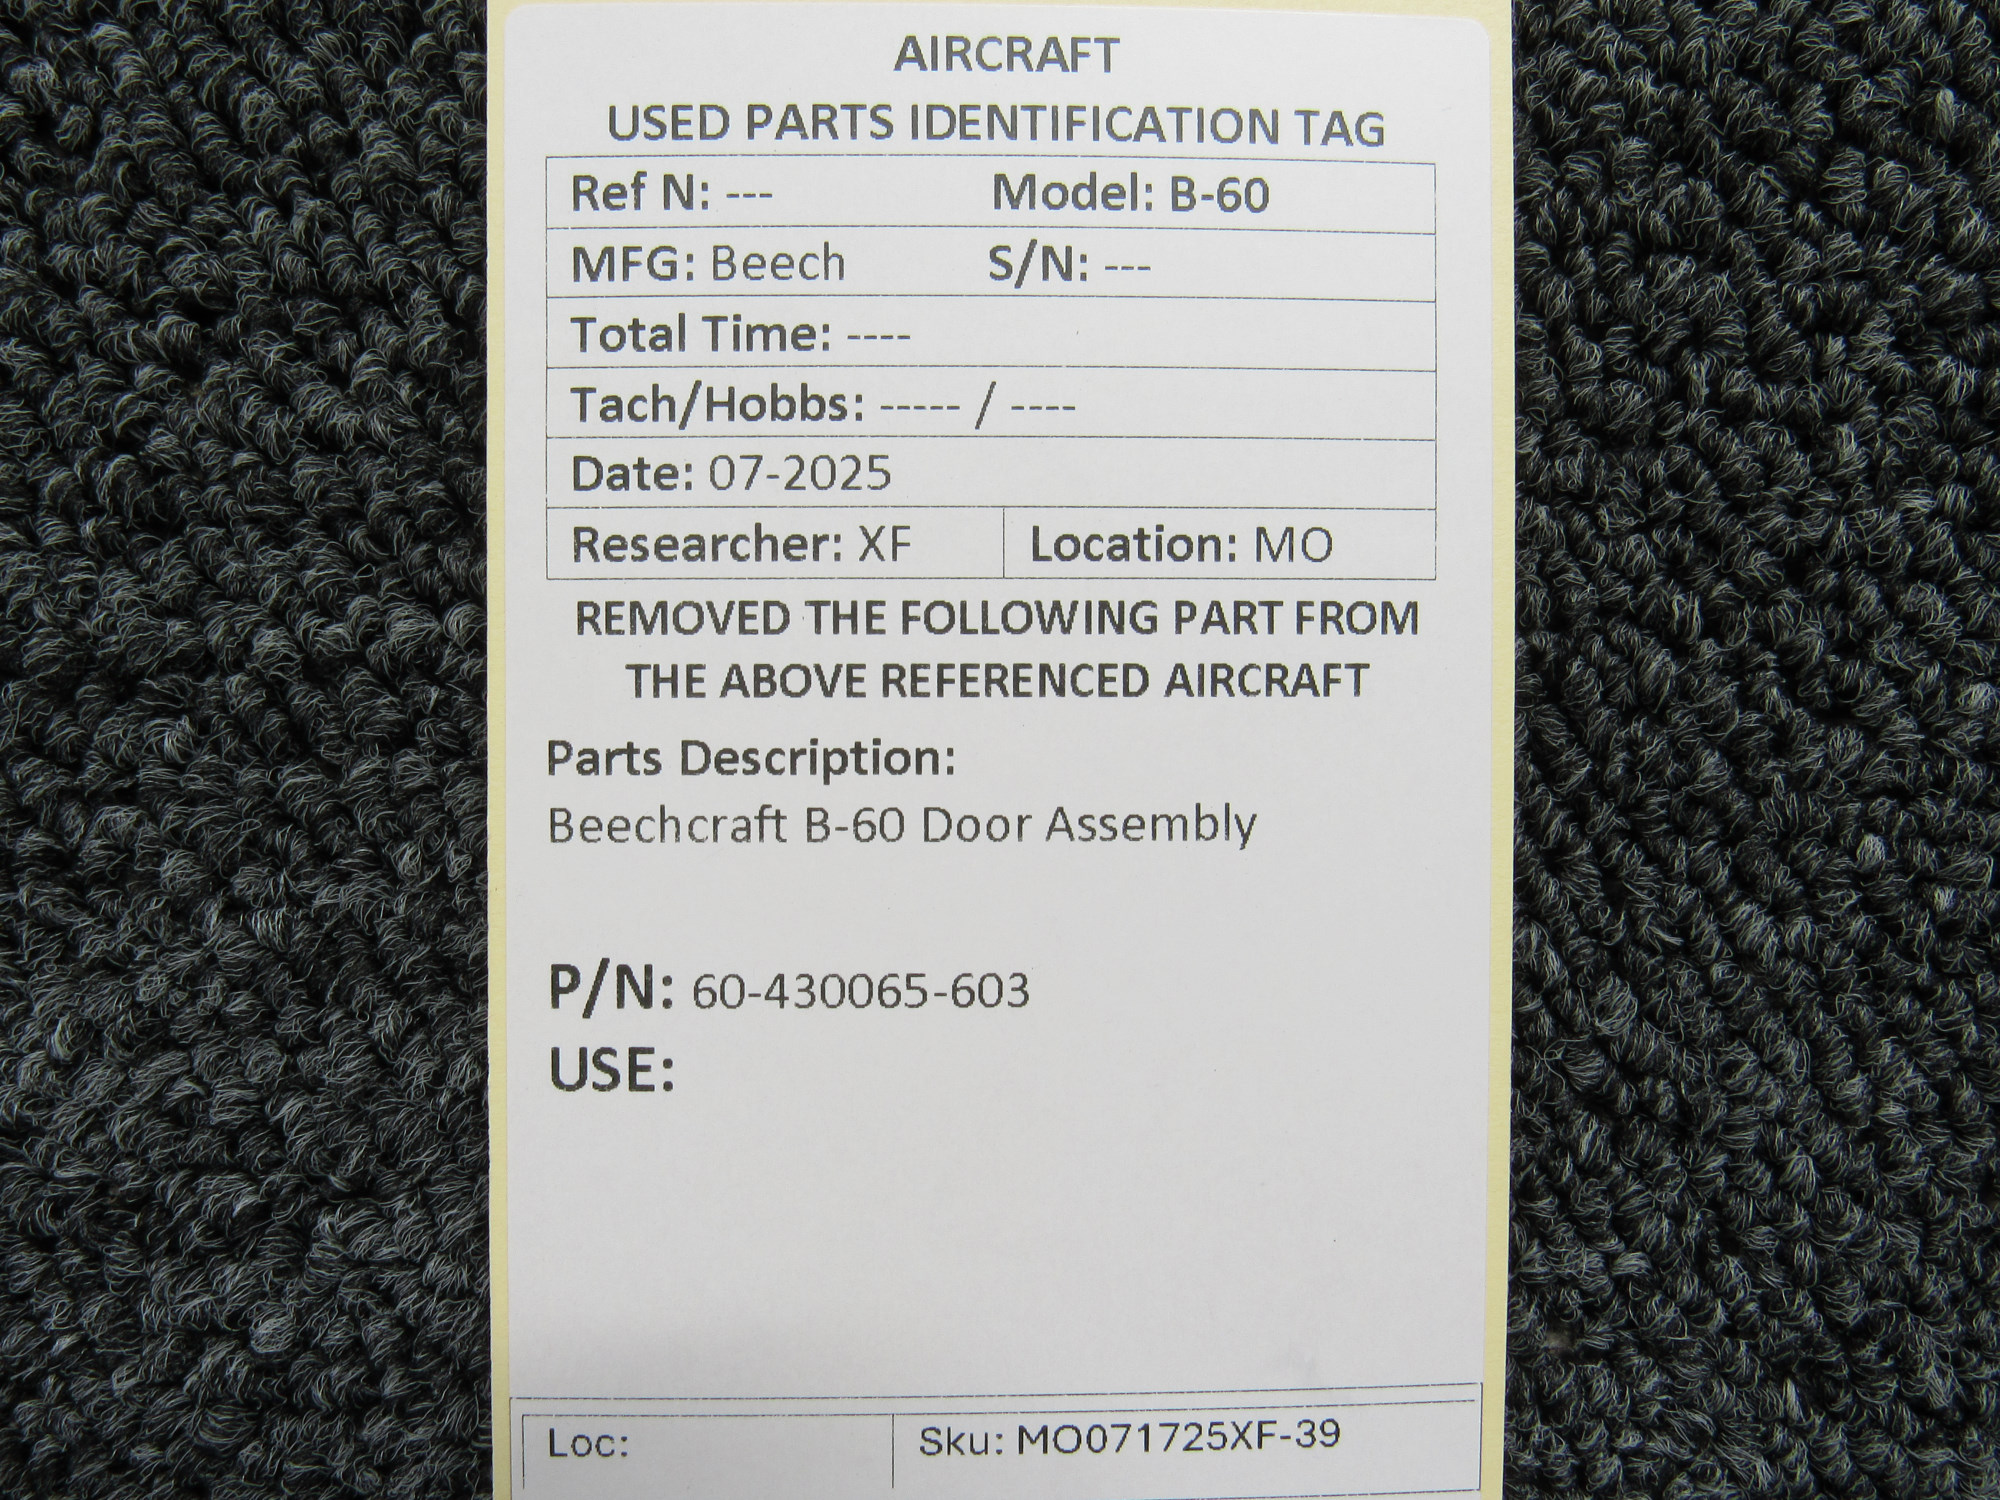 AIRCRAFT
USED PARTS IDENTIFICATION TAG
Ref N: --- Model: B-60
MFG: Beech S/N: ---
Total Time: ----
Tach/Hobbs: ----- / ----
Date: 07-2025
Researcher: XF Location: MO
REMOVED THE FOLLOWING PART FROM
THE ABOVE REFERENCED AIRCRAFT
Parts Description:
Beechcraft B-60 Door Assembly
P/N: 60-430065-603
USE:
Loc: Sku: MO071725XF-39